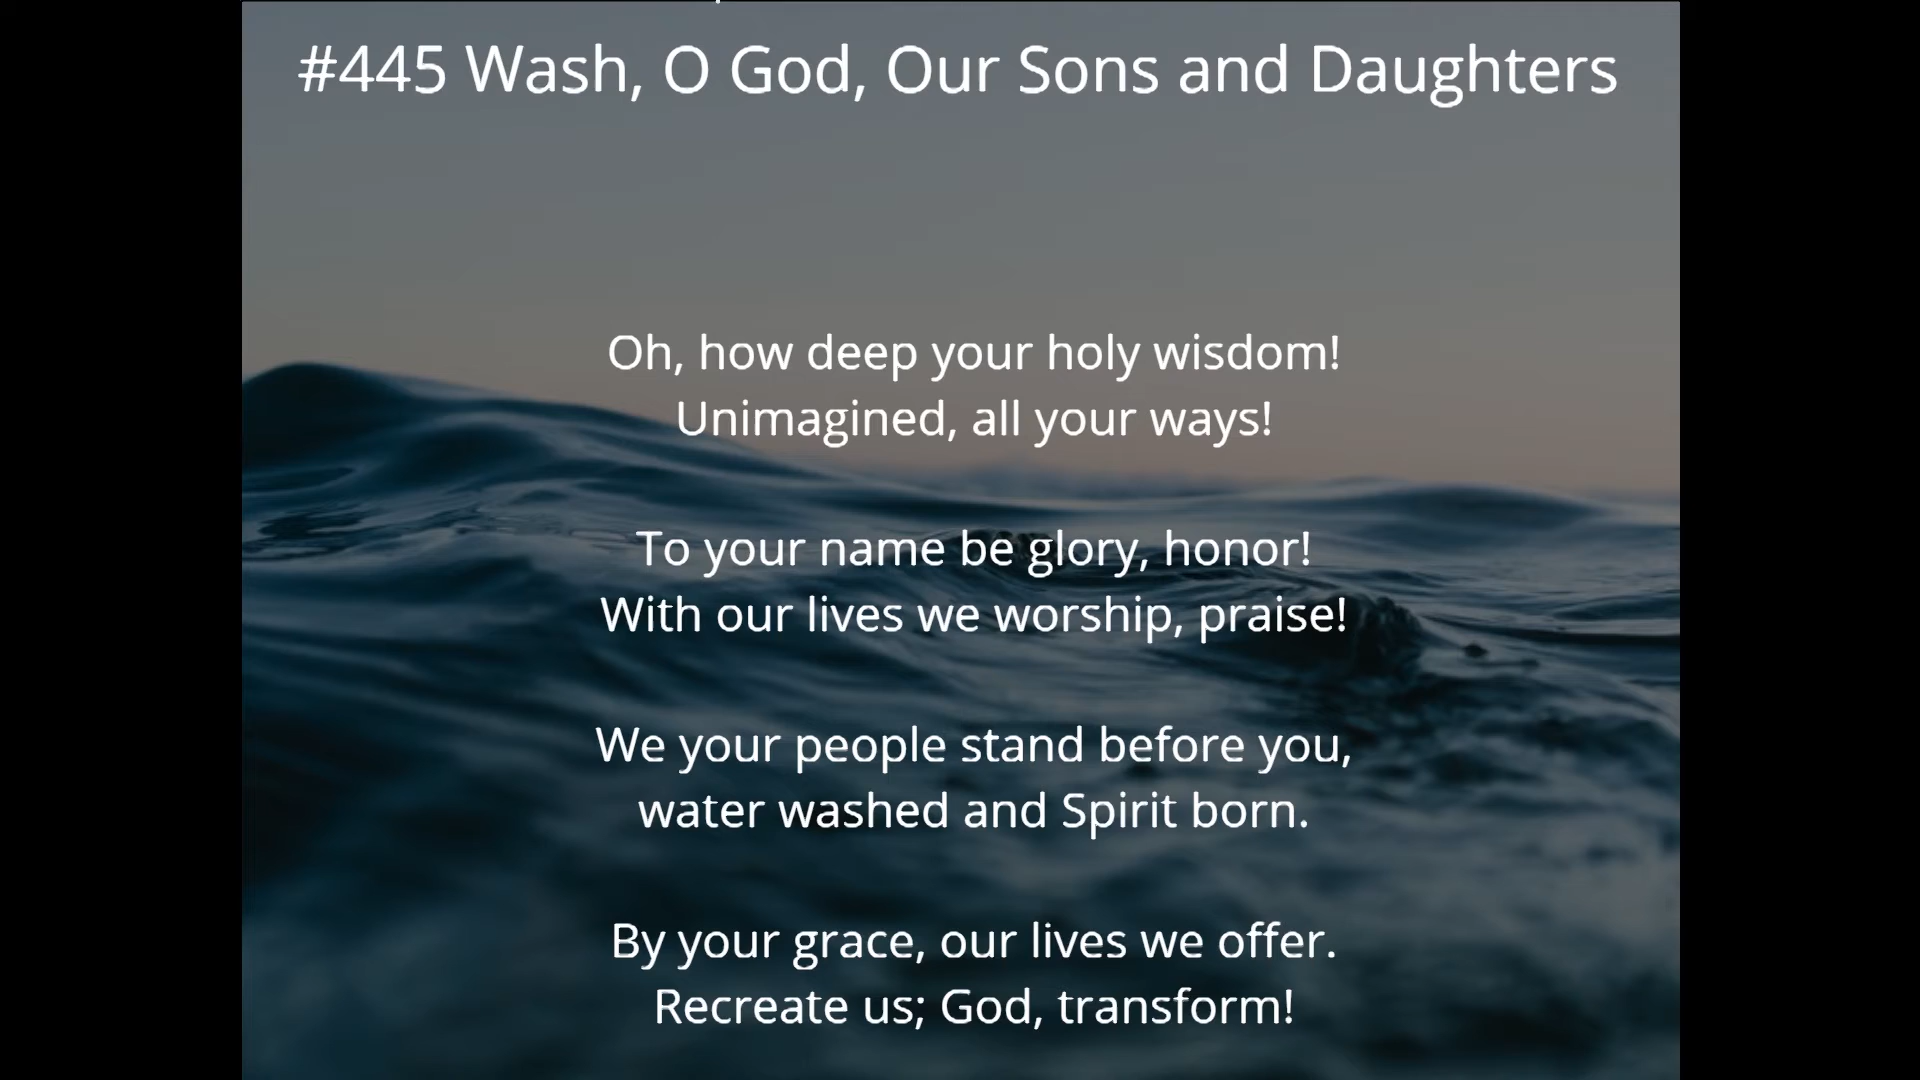 #445 Wash, O God, Our Sons and Daughters
Oh, how deep your holy wisdom!
Unimagined, all your ways!
To your name be glory, honor!
With our lives we worship, praise!
We your people stand before you,
water washed and Spirit born.
By your grace, our lives we offer.
Recreate us; God, transform!